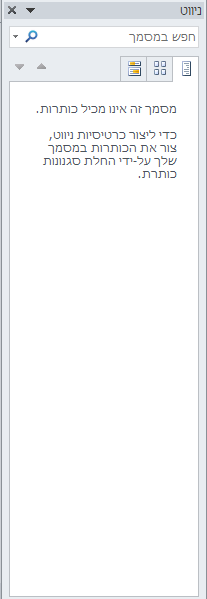 ניווט
חפש במסמך
מסמך זה אינו מכיל כותרות.
כדי ליצור כרטיסיות ניווט,
צור את הכותרות במסמך
שלך על-ידי החלת סגנונות
כותרת.